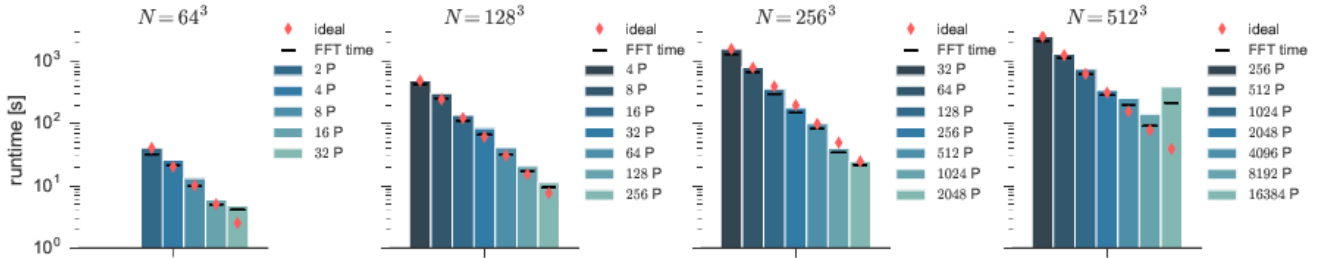 N = 64³
ideal
FFT time
2 P
4 P
8 P
16 P
32 P
N = 128³
ideal
FFT time
4 P
8 P
16 P
32 P
64 P
128 P
256 P
N = 256³
ideal
FFT time
32 P
64 P
128 P
256 P
512 P
1024 P
2048 P
N = 512³
ideal
FFT time
256 P
512 P
1024 P
2048 P
4096 P
8192 P
16384 P
runtime [s]
10³
10²
10¹
10⁰